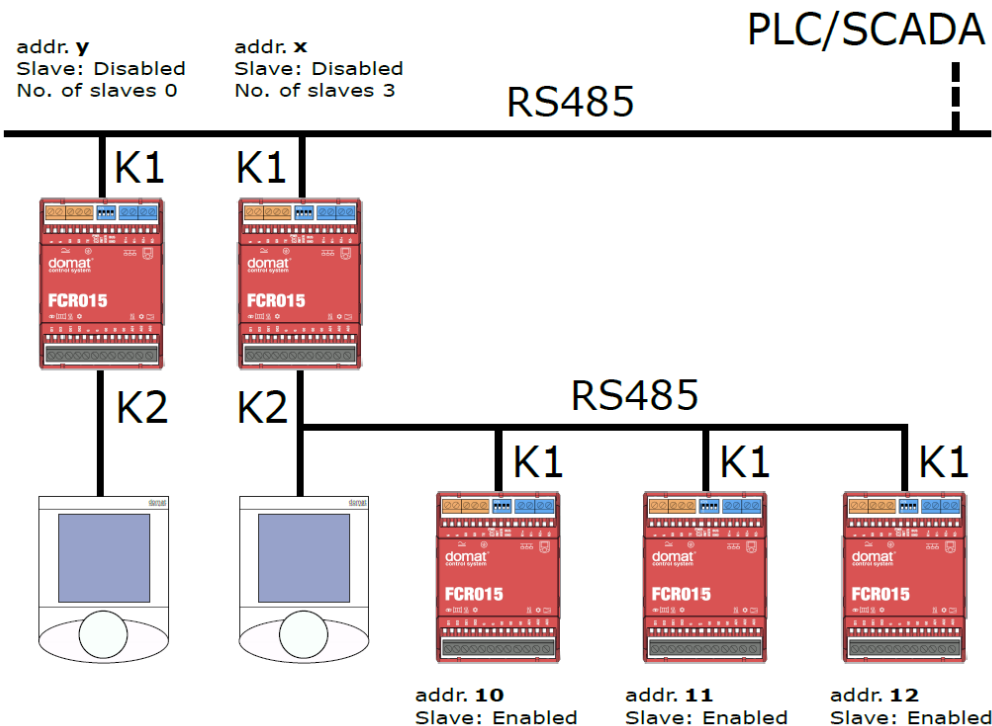 PLC/SCADA
addr. y
Slave: Disabled
No. of slaves 0
addr. x
Slave: Disabled
No. of slaves 3
RS485
K1
K1
domat
control system
FCR015
domat
control system
FCR015
K2
K2
RS485
K1
K1
K1
domat
control system
FCR015
domat
control system
FCR015
domat
control system
FCR015
addr. 10
Slave: Enabled
addr. 11
Slave: Enabled
addr. 12
Slave: Enabled